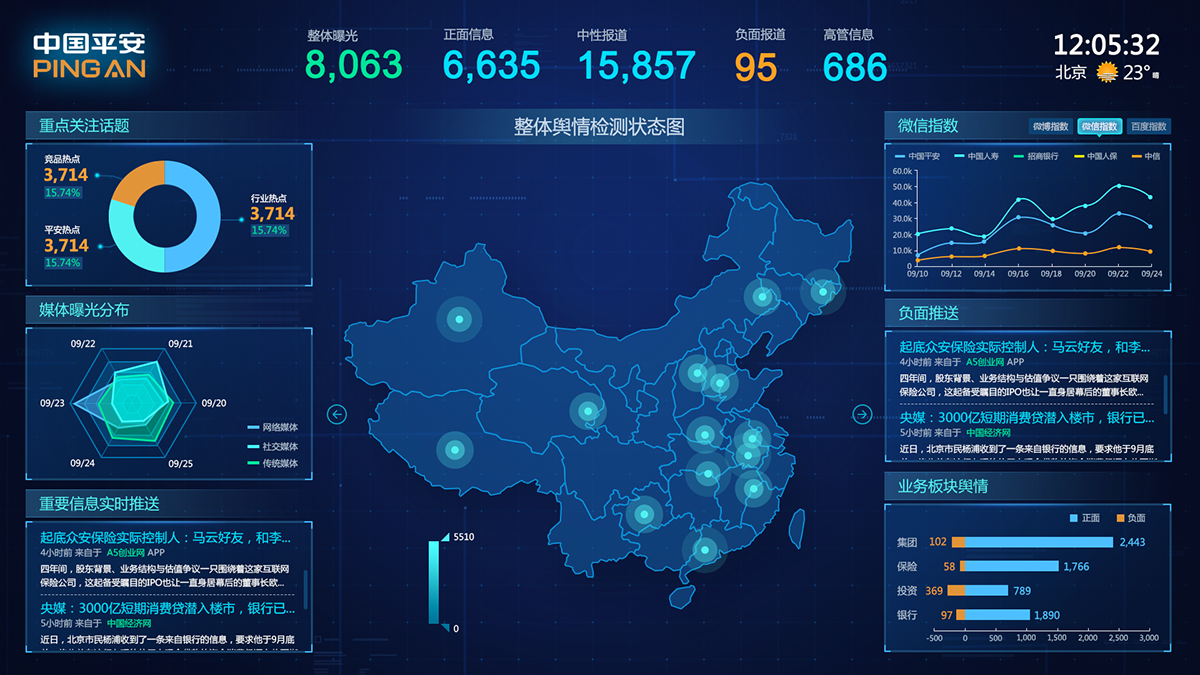 中国平安
PING AN
整体曝光
8,063
正面信息
6,635
中性报道
15,857
负面报道
95
高管信息
686
12:05:32
北京 23° 晴
重点关注话题
竞品热点
3,714
15.74%
平安热点
3,714
15.74%
行业热点
3,714
15.74%
媒体曝光分布
09/22
09/21
09/23
09/20
09/24
09/25
网络媒体
社交媒体
传统媒体
重要信息实时推送
起底众安保险实际控制人：马云好友，和李...
4小时前 来自于 A5创业网 APP
四年间，股东背景、业务结构与估值争议一只围绕着这家互联网
保险公司，这起备受瞩目的IPO也让一直身居幕后的董事长欧...
央媒：3000亿短期消费贷潜入楼市，银行已...
5小时前 来自于 中国经济网
近日，北京市民杨浦收到了一条来自银行的信息，要求他于9月底
整体舆情检测状态图
5510
0
微信指数
微博指数 微信指数 百度指数
中国平安 中国人寿 招商银行 中国人保 中信
60.0k
50.0k
40.0k
30.0k
20.0k
10.0k
0
09/10 09/12 09/14 09/16 09/18 09/20 09/22 09/24
负面推送
起底众安保险实际控制人：马云好友，和李...
4小时前 来自于 A5创业网 APP
四年间，股东背景、业务结构与估值争议一只围绕着这家互联网
保险公司，这起备受瞩目的IPO也让一直身居幕后的董事长欧...
央媒：3000亿短期消费贷潜入楼市，银行已...
5小时前 来自于 中国经济网
近日，北京市民杨浦收到了一条来自银行的信息，要求他于9月底
业务板块舆情
正面 负面
集团 102 2,443
保险 58 1,766
投资 369 789
银行 97 1,890
-500 0 500 1,000 1,500 2,000 2,500 3,000